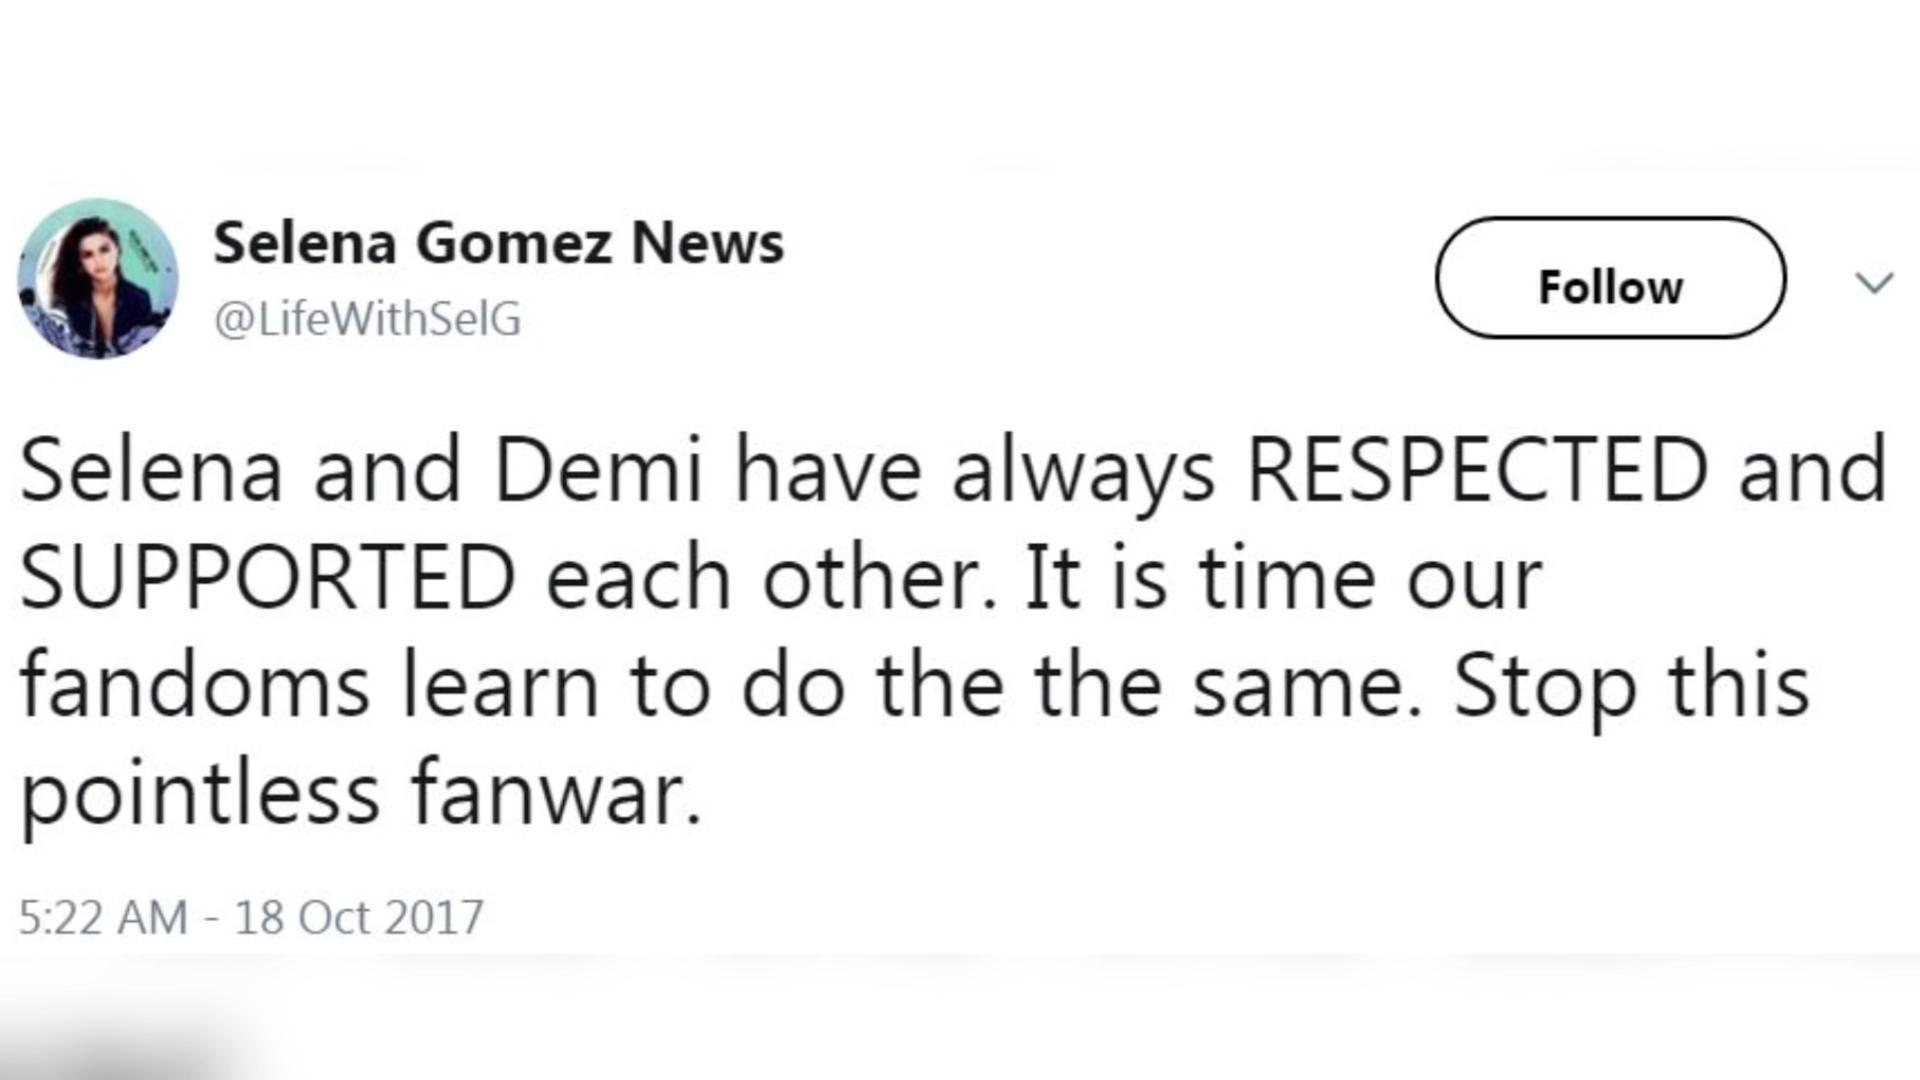 Selena Gomez News
@LifeWithSelG
Follow
Selena and Demi have always RESPECTED and
SUPPORTED each other. It is time our
fandoms learn to do the the same. Stop this
pointless fanwar.
5:22 AM - 18 Oct 2017